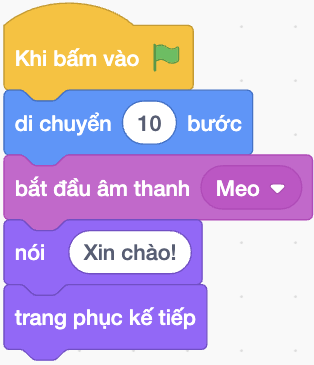 Khi bấm vào
di chuyển 10 bước
bắt đầu âm thanh Meo
nói Xin chào!
trang phục kế tiếp